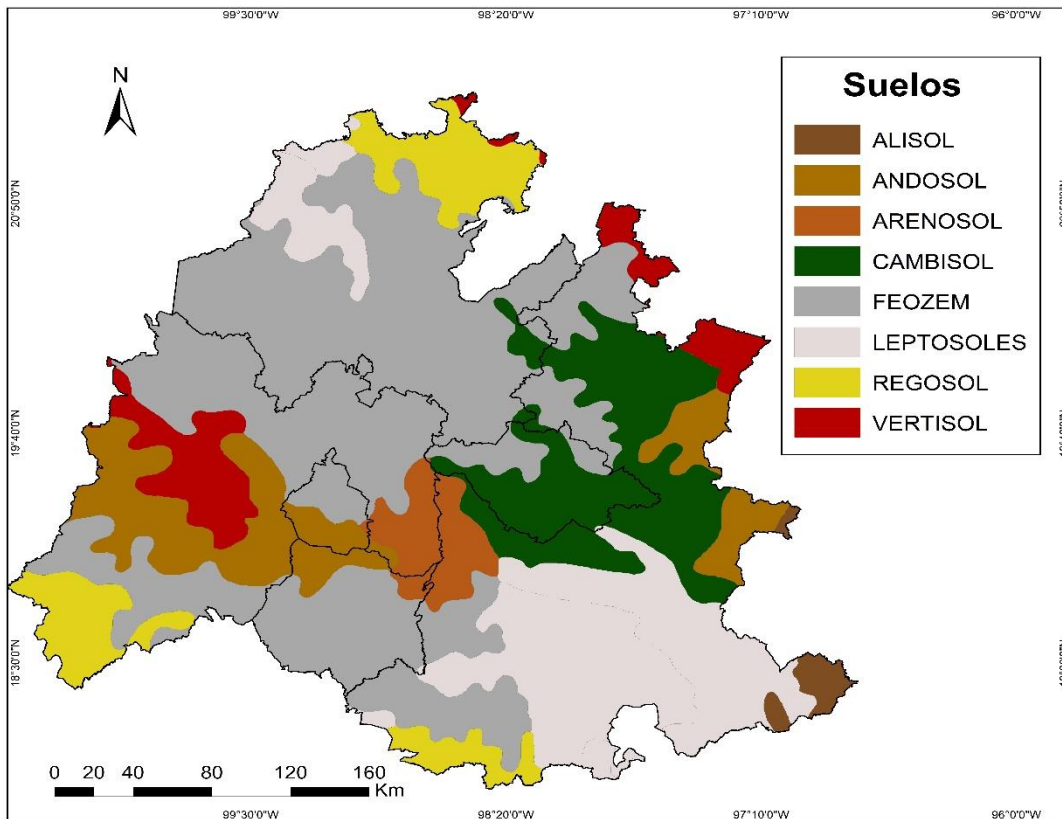 99°30'0"W 98°20'0"W 97°10'0"W 96°0'0"W
N
Suelos
ALISOL
ANDOSOL
ARENOSOL
CAMBISOL
FEOZEM
LEPTOSOLES
REGOSOL
VERTISOL
20°50'0"N
19°40'0"N
18°30'0"N
0 20 40 80 120 160
Km
99°30'0"W 98°20'0"W 97°10'0"W 96°0'0"W